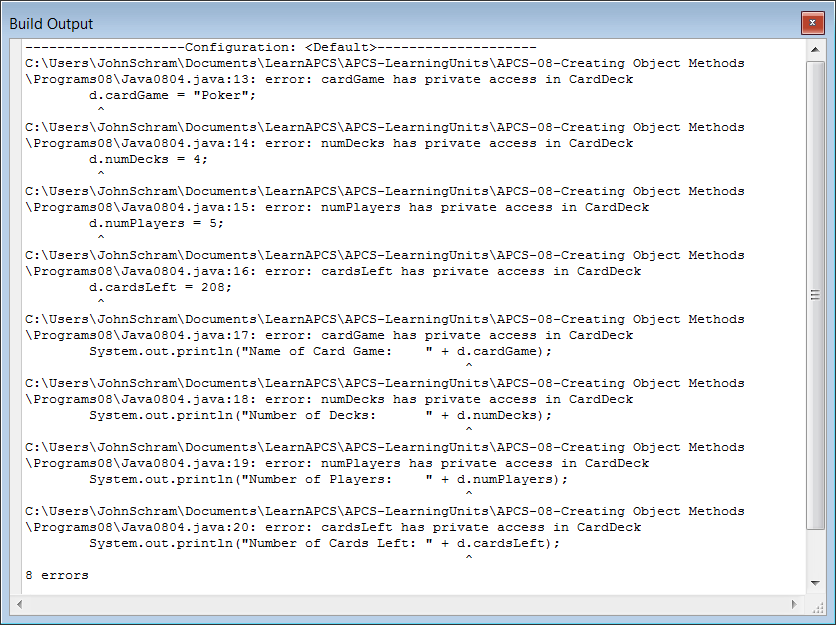 Build Output
--------------------Configuration: <Default>--------------------
C:\Users\JohnSchram\Documents\LearnAPCS\APCS-LearningUnits\APCS-08-Creating Object Methods
\Programs08\Java0804.java:13: error: cardGame has private access in CardDeck
        d.cardGame = "Poker";
         ^
C:\Users\JohnSchram\Documents\LearnAPCS\APCS-LearningUnits\APCS-08-Creating Object Methods
\Programs08\Java0804.java:14: error: numDecks has private access in CardDeck
        d.numDecks = 4;
         ^
C:\Users\JohnSchram\Documents\LearnAPCS\APCS-LearningUnits\APCS-08-Creating Object Methods
\Programs08\Java0804.java:15: error: numPlayers has private access in CardDeck
        d.numPlayers = 5;
         ^
C:\Users\JohnSchram\Documents\LearnAPCS\APCS-LearningUnits\APCS-08-Creating Object Methods
\Programs08\Java0804.java:16: error: cardsLeft has private access in CardDeck
        d.cardsLeft = 208;
         ^
C:\Users\JohnSchram\Documents\LearnAPCS\APCS-LearningUnits\APCS-08-Creating Object Methods
\Programs08\Java0804.java:17: error: cardGame has private access in CardDeck
        System.out.println("Name of Card Game:    " + d.cardGame);
                                                       ^
C:\Users\JohnSchram\Documents\LearnAPCS\APCS-LearningUnits\APCS-08-Creating Object Methods
\Programs08\Java0804.java:18: error: numDecks has private access in CardDeck
        System.out.println("Number of Decks:      " + d.numDecks);
                                                       ^
C:\Users\JohnSchram\Documents\LearnAPCS\APCS-LearningUnits\APCS-08-Creating Object Methods
\Programs08\Java0804.java:19: error: numPlayers has private access in CardDeck
        System.out.println("Number of Players:    " + d.numPlayers);
                                                       ^
C:\Users\JohnSchram\Documents\LearnAPCS\APCS-LearningUnits\APCS-08-Creating Object Methods
\Programs08\Java0804.java:20: error: cardsLeft has private access in CardDeck
        System.out.println("Number of Cards Left: " + d.cardsLeft);
                                                       ^
8 errors